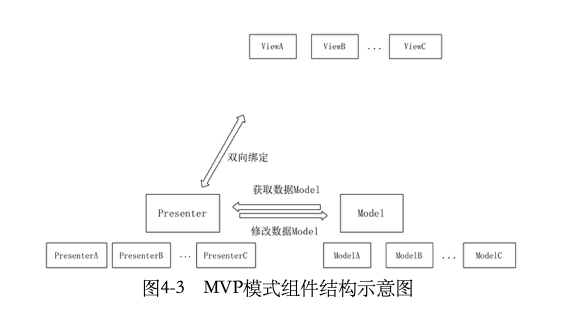 ViewA ViewB ... ViewC
双向绑定
获取数据Model
Presenter Model
修改数据Model
PresenterA PresenterB ... PresenterC ModelA ModelB ... ModelC
图4-3 MVP模式组件结构示意图